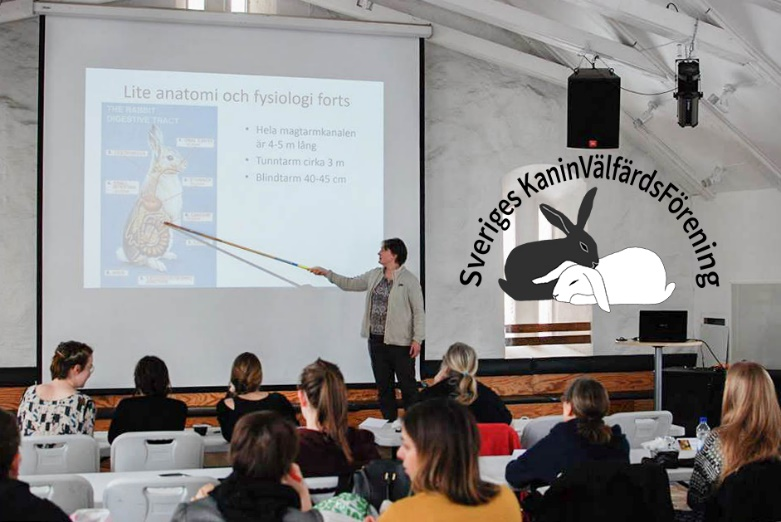 Lite anatomi och fysiologi forts
THE RABBIT
DIGESTIVE TRACT
• Hela magtarmkanalen
är 4-5 m lång
• Tunntarm cirka 3 m
• Blindtarm 40-45 cm
Sveriges KaninVälfärdsFörening